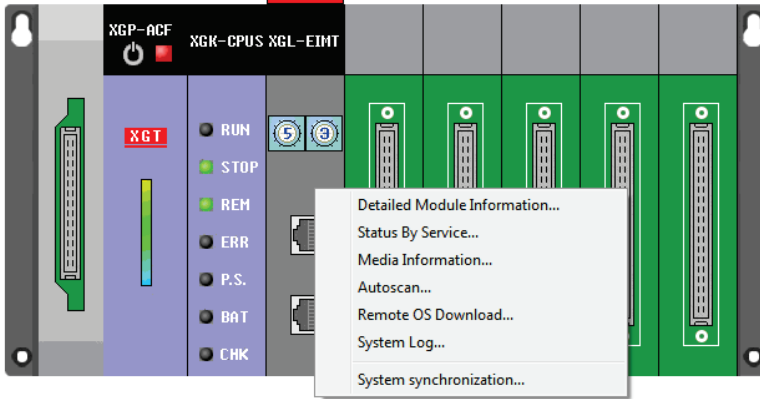 XGP-ACF
XGK-CPUS
XGL-EIMT
XGT
RUN
STOP
REM
ERR
P.S.
BAT
CHK
5
3
Detailed Module Information...
Status By Service...
Media Information...
Autoscan...
Remote OS Download...
System Log...
System synchronization...